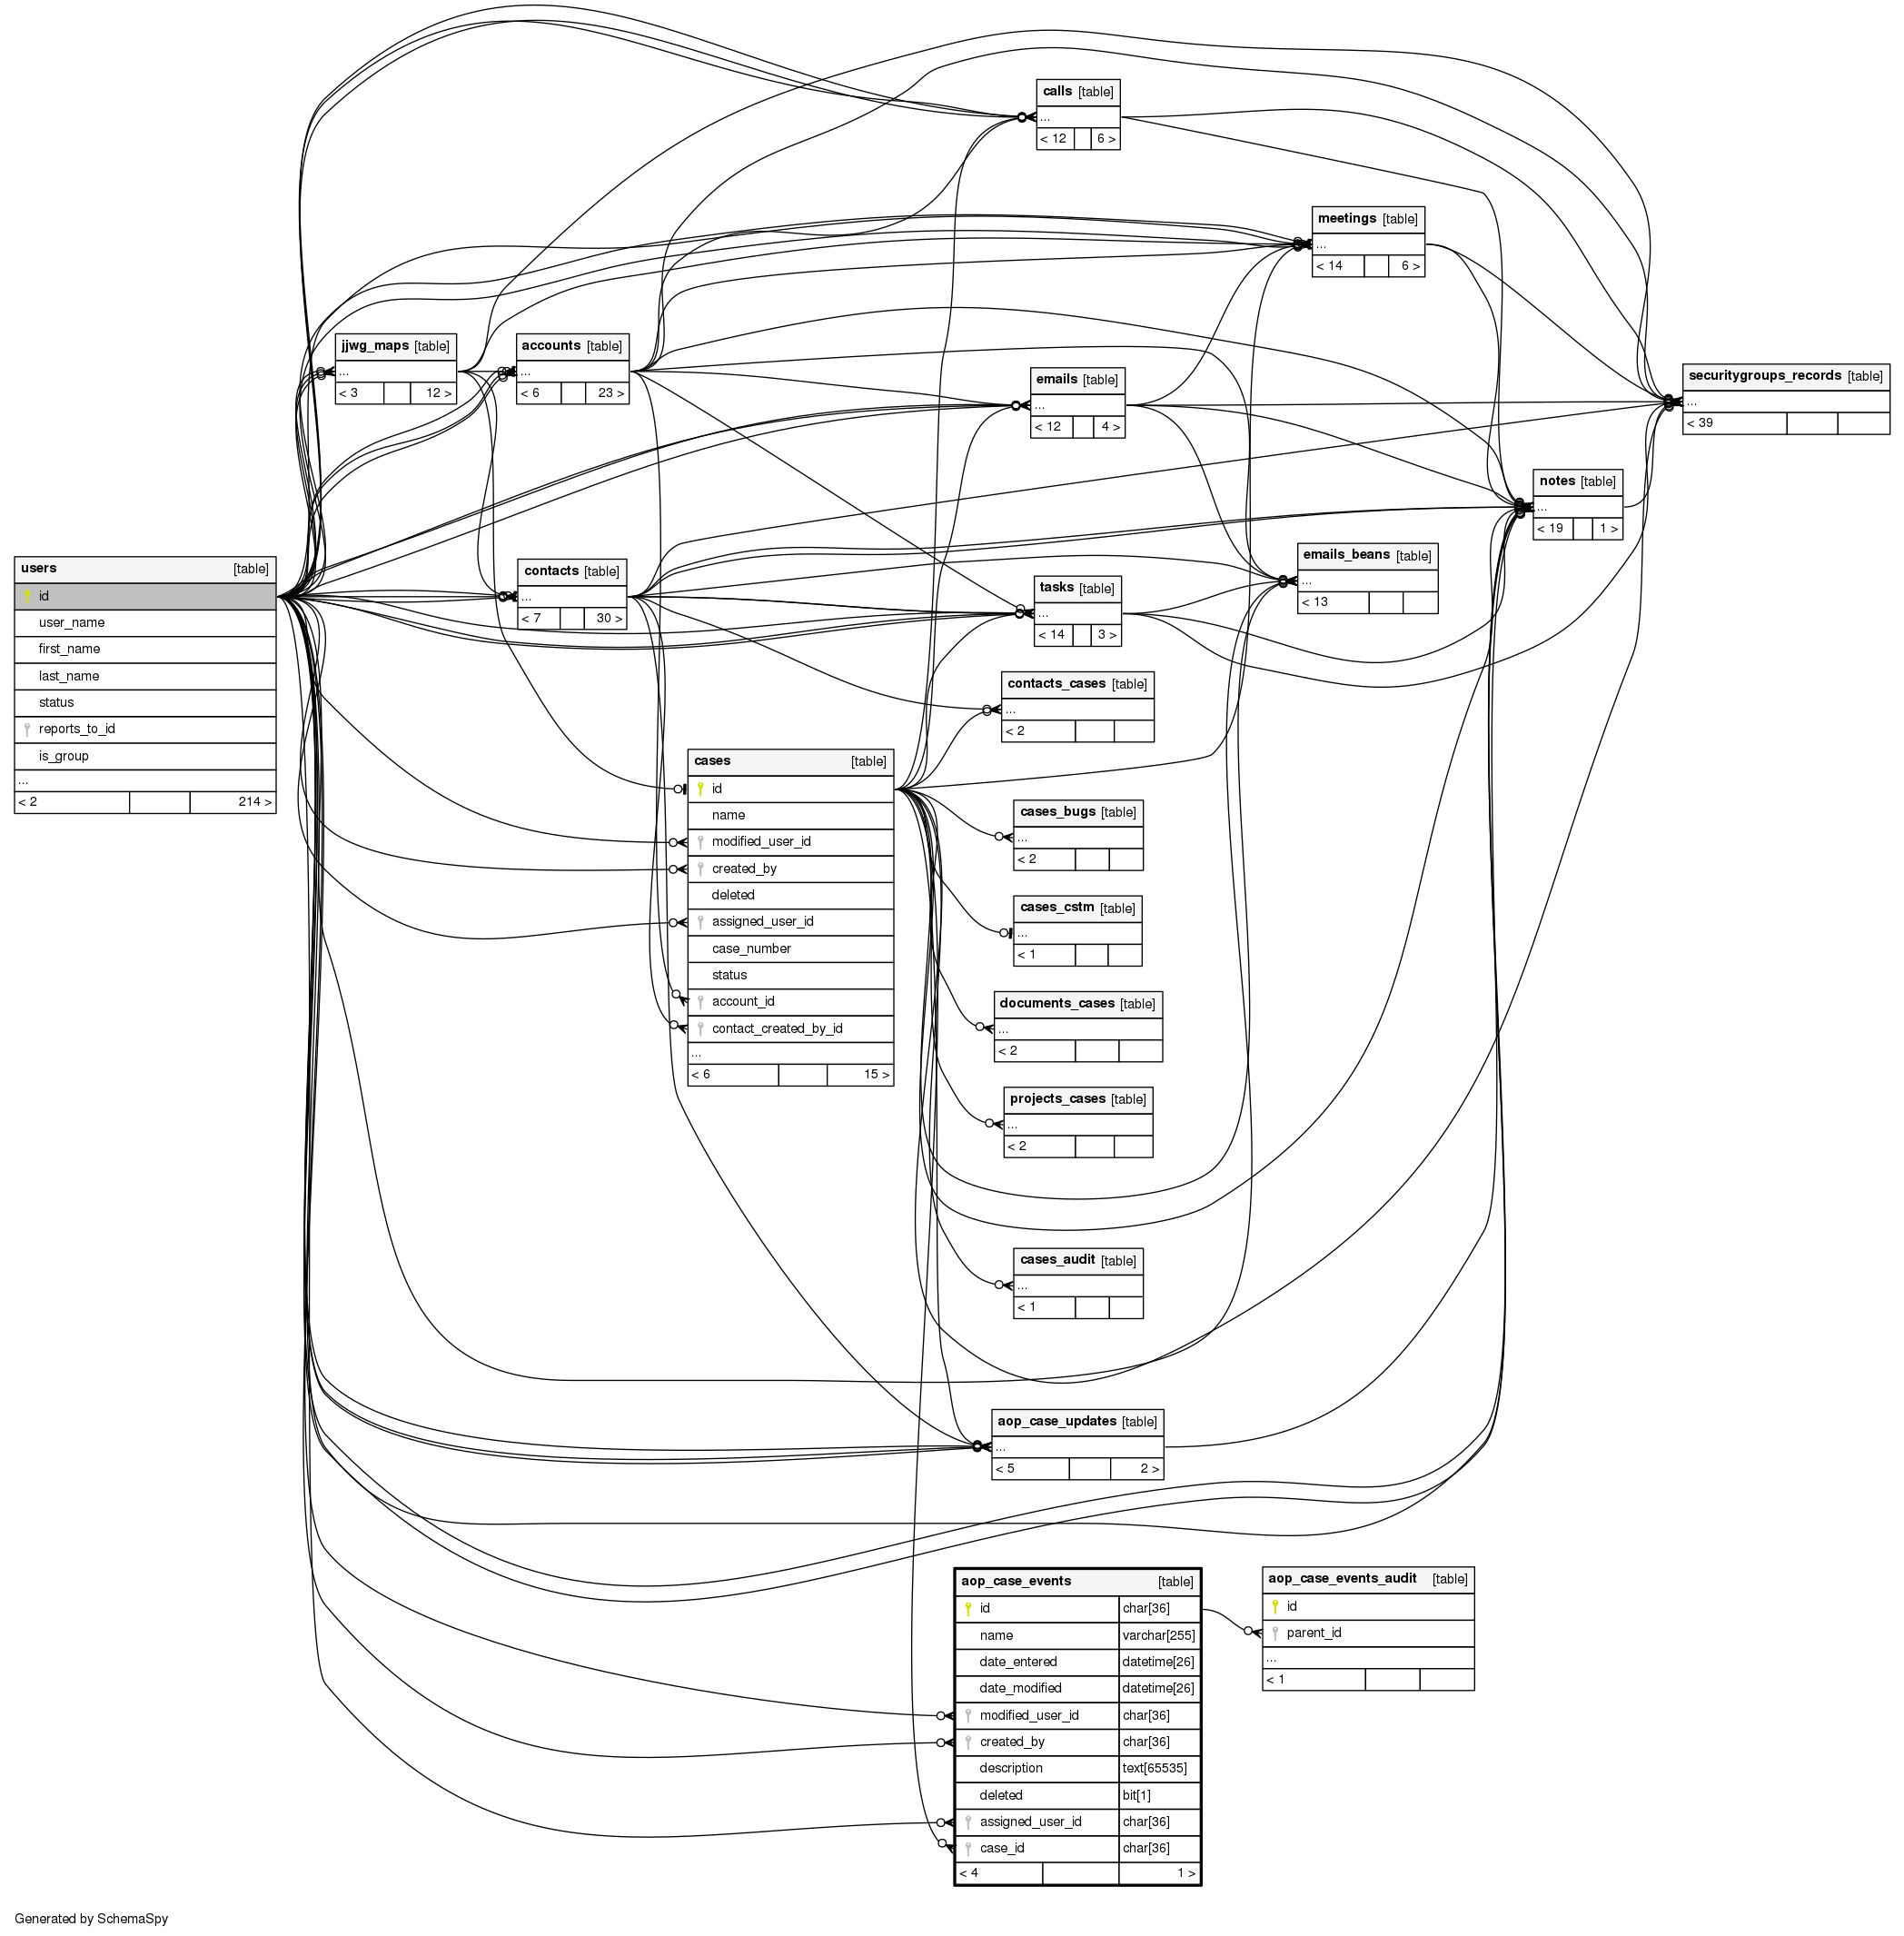 calls [table]
...
< 12 6 >
meetings [table]
...
< 14 6 >
jjwg_maps [table]
...
< 3 12 >
accounts [table]
...
< 6 23 >
emails [table]
...
< 12 4 >
securitygroups_records [table]
...
< 39
notes [table]
...
< 19 1 >
users [table]
id
user_name
first_name
last_name
status
reports_to_id
is_group
...
< 2 214 >
contacts [table]
...
< 7 30 >
tasks [table]
...
< 14 3 >
emails_beans [table]
...
< 13
contacts_cases [table]
...
< 2
cases [table]
id
name
modified_user_id
created_by
deleted
assigned_user_id
case_number
status
account_id
contact_created_by_id
...
< 6 15 >
cases_bugs [table]
...
< 2
cases_cstm [table]
...
< 1
documents_cases [table]
...
< 2
projects_cases [table]
...
< 2
cases_audit [table]
...
< 1
aop_case_updates [table]
...
< 5 2 >
aop_case_events [table]
id char[36]
name varchar[255]
date_entered datetime[26]
date_modified datetime[26]
modified_user_id char[36]
created_by char[36]
description text[65535]
deleted bit[1]
assigned_user_id char[36]
case_id char[36]
< 4 1 >
aop_case_events_audit [table]
id
parent_id
...
< 1
Generated by SchemaSpy